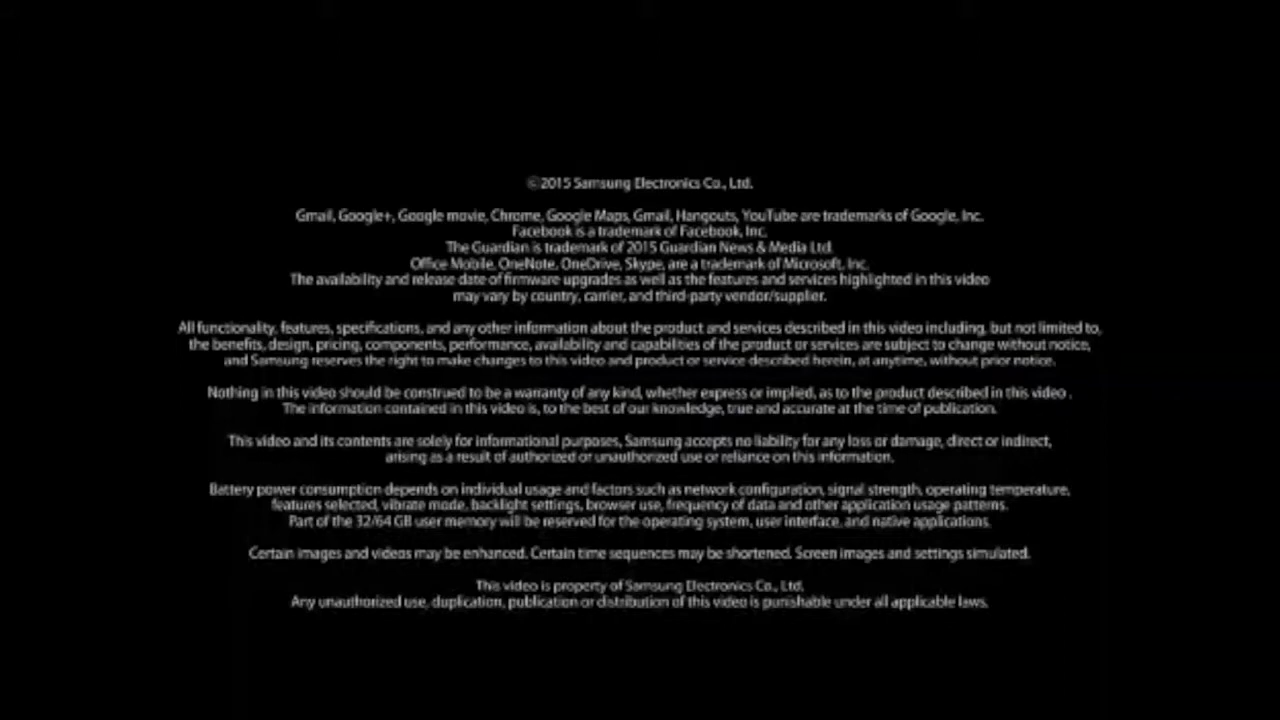 ©2015 Samsung Electronics Co., Ltd.
Gmail, Google+, Google movie, Chrome, Google Maps, Gmail, Hangouts, YouTube are trademarks of Google, Inc.
Facebook is a trademark of Facebook, Inc.
The Guardian is trademark of 2015 Guardian News & Media Ltd.
Office Mobile, OneNote, OneDrive, Skype, are a trademark of Microsoft, Inc.
The availability and release date of firmware upgrades as well as the features and services highlighted in this video
may vary by country, carrier, and third-party vendor/supplier.
All functionality, features, specifications, and any other information about the product and services described in this video including, but not limited to,
the benefits, design, pricing, components, performance, availability and capabilities of the product or services are subject to change without notice,
and Samsung reserves the right to make changes to this video and product or service described herein, at anytime, without prior notice.
Nothing in this video should be construed to be a warranty of any kind, whether express or implied, as to the product described in this video .
The information contained in this video is, to the best of our knowledge, true and accurate at the time of publication.
This video and its contents are solely for informational purposes, Samsung accepts no liability for any loss or damage, direct or indirect,
arising as a result of authorized or unauthorized use or reliance on this information.
Battery power consumption depends on individual usage and factors such as network configuration, signal strength, operating temperature,
features selected, vibrate mode, backlight settings, browser use, frequency of data and other application usage patterns.
Part of the 32/64 GB user memory will be reserved for the operating system, user interface, and native applications.
Certain images and videos may be enhanced. Certain time sequences may be shortened. Screen images and settings simulated.
This video is property of Samsung Electronics Co., Ltd.
Any unauthorized use, duplication, publication or distribution of this video is punishable under all applicable laws.